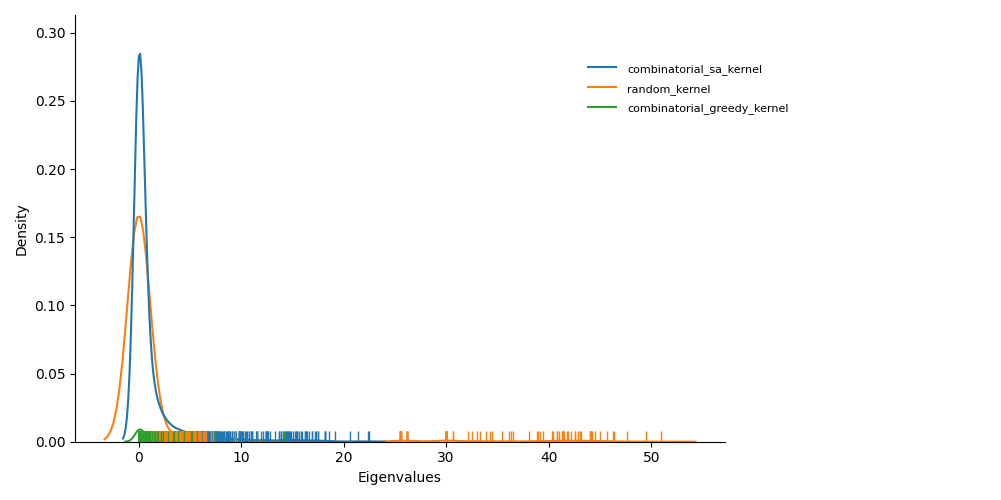 0.30
0.25
0.20
0.15
0.10
0.05
0.00
Density
combinatorial_sa_kernel
random_kernel
combinatorial_greedy_kernel
0 10 20 30 40 50
Eigenvalues